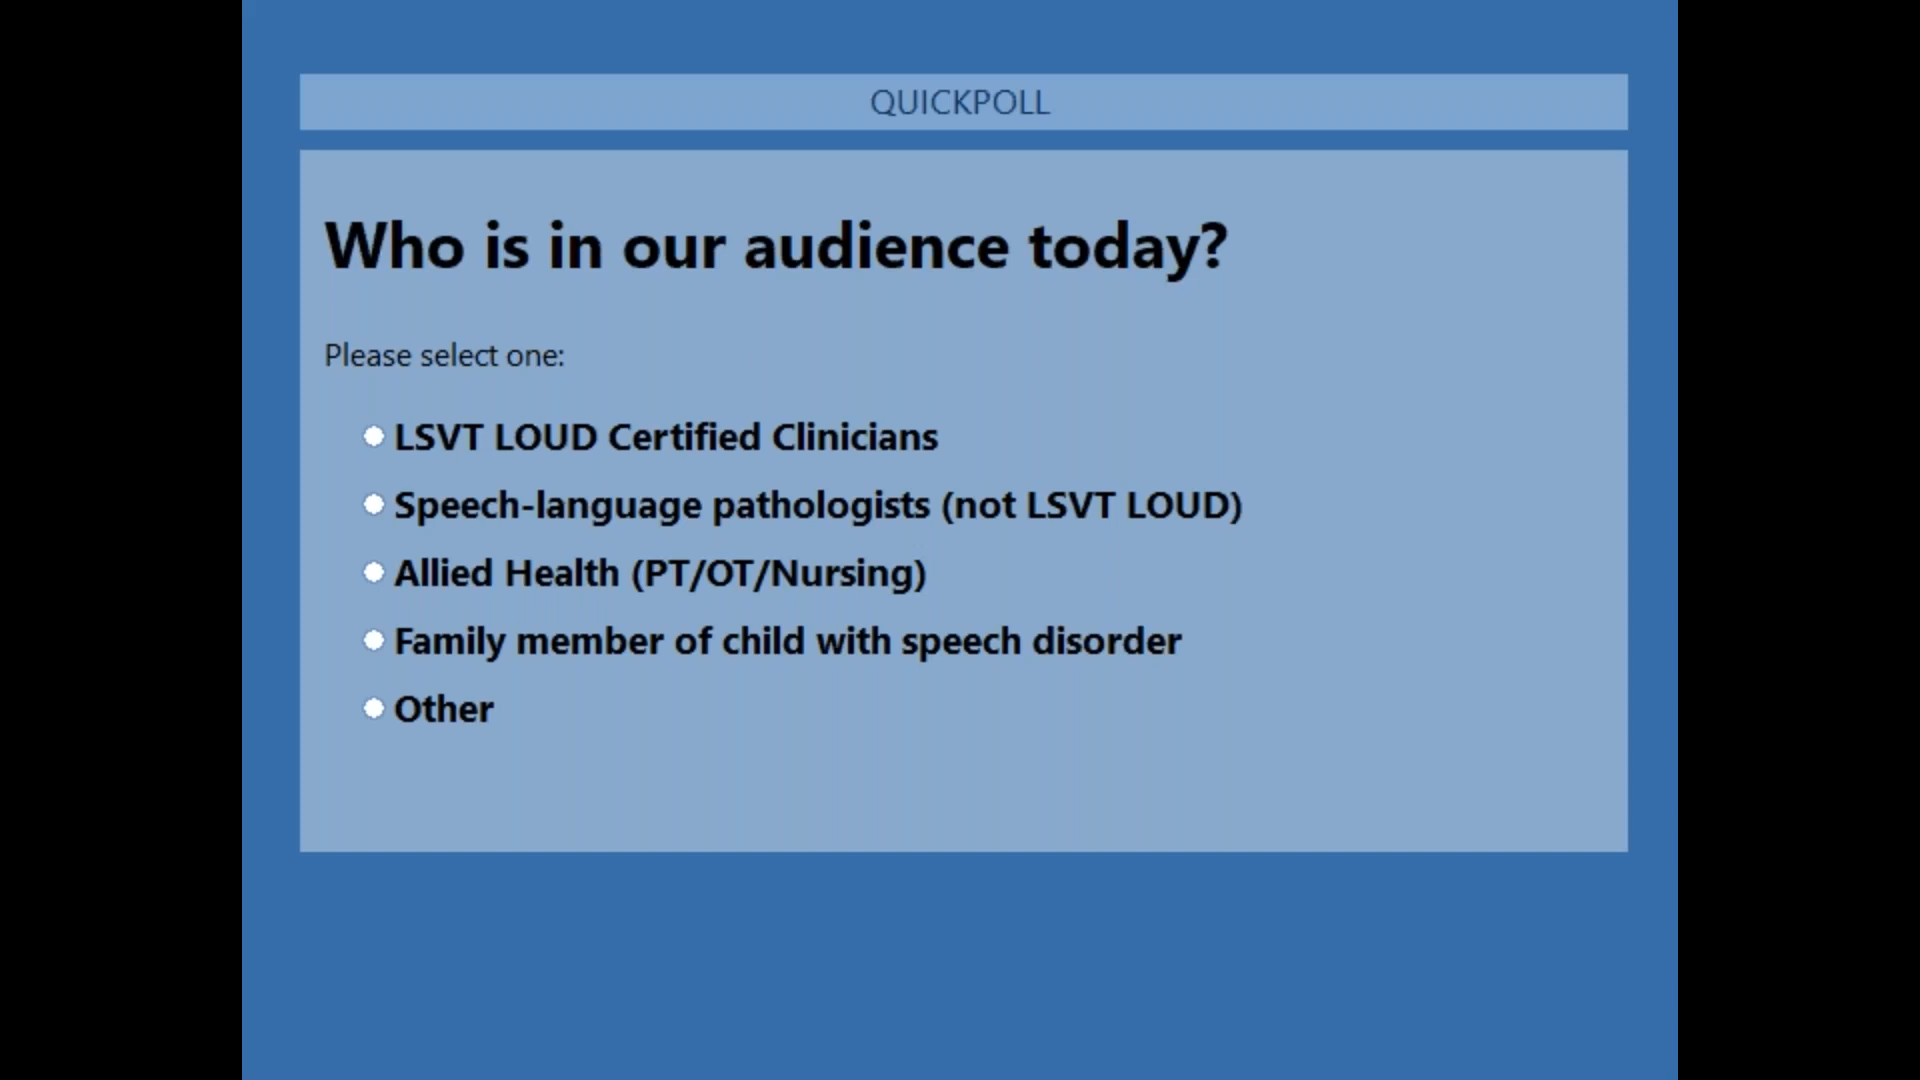 QUICKPOLL
Who is in our audience today?
Please select one:
LSVT LOUD Certified Clinicians
Speech-language pathologists (not LSVT LOUD)
Allied Health (PT/OT/Nursing)
Family member of child with speech disorder
Other